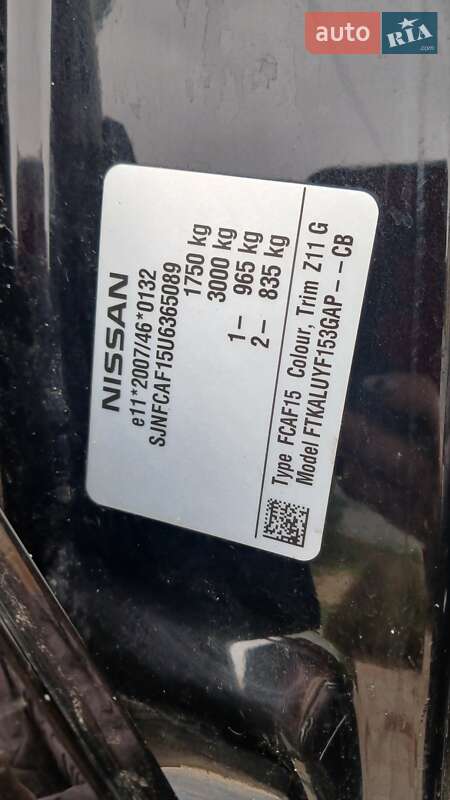 auto RIA
.com
NISSAN
e11*2007/46*0132
SJNFCAF15U6365089
1750 kg
3000 kg
1- 965 kg
2- 835 kg
Type FCAF15 Colour, Trim Z11 G
Model FTKALUYF153GAP - - CB